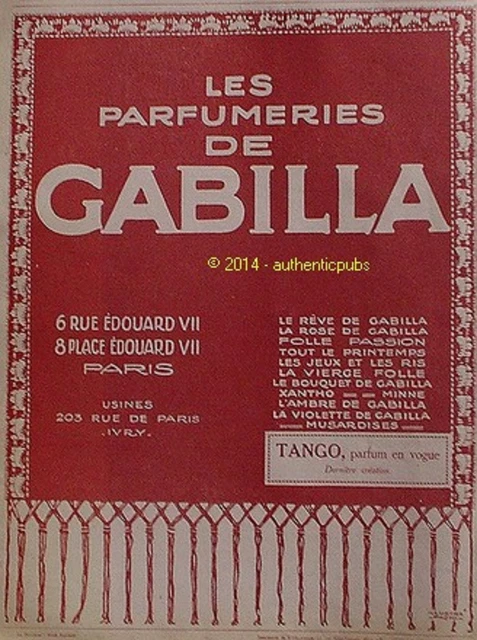 LES
PARFUMERIES
DE
GABILLA
© 2014 - authenticpubs
6 RUE ÉDOUARD VII
8 PLACE ÉDOUARD VII
PARIS
USINES
203 RUE DE PARIS
.IVRY.
LE RÊVE DE GABILLA
LA ROSE DE GABILLA
FOLLE PASSION
TOUT LE PRINTEMPS
LES JEUX ET LES RIS
LA VIERGE FOLLE
LE BOUQUET DE GABILLA
XANTHO — — MINNE
L'AMBRE DE GABILLA
LA VIOLETTE DE GABILLA
— MUSARDISES —
TANGO, parfum en vogue
Dernière création.